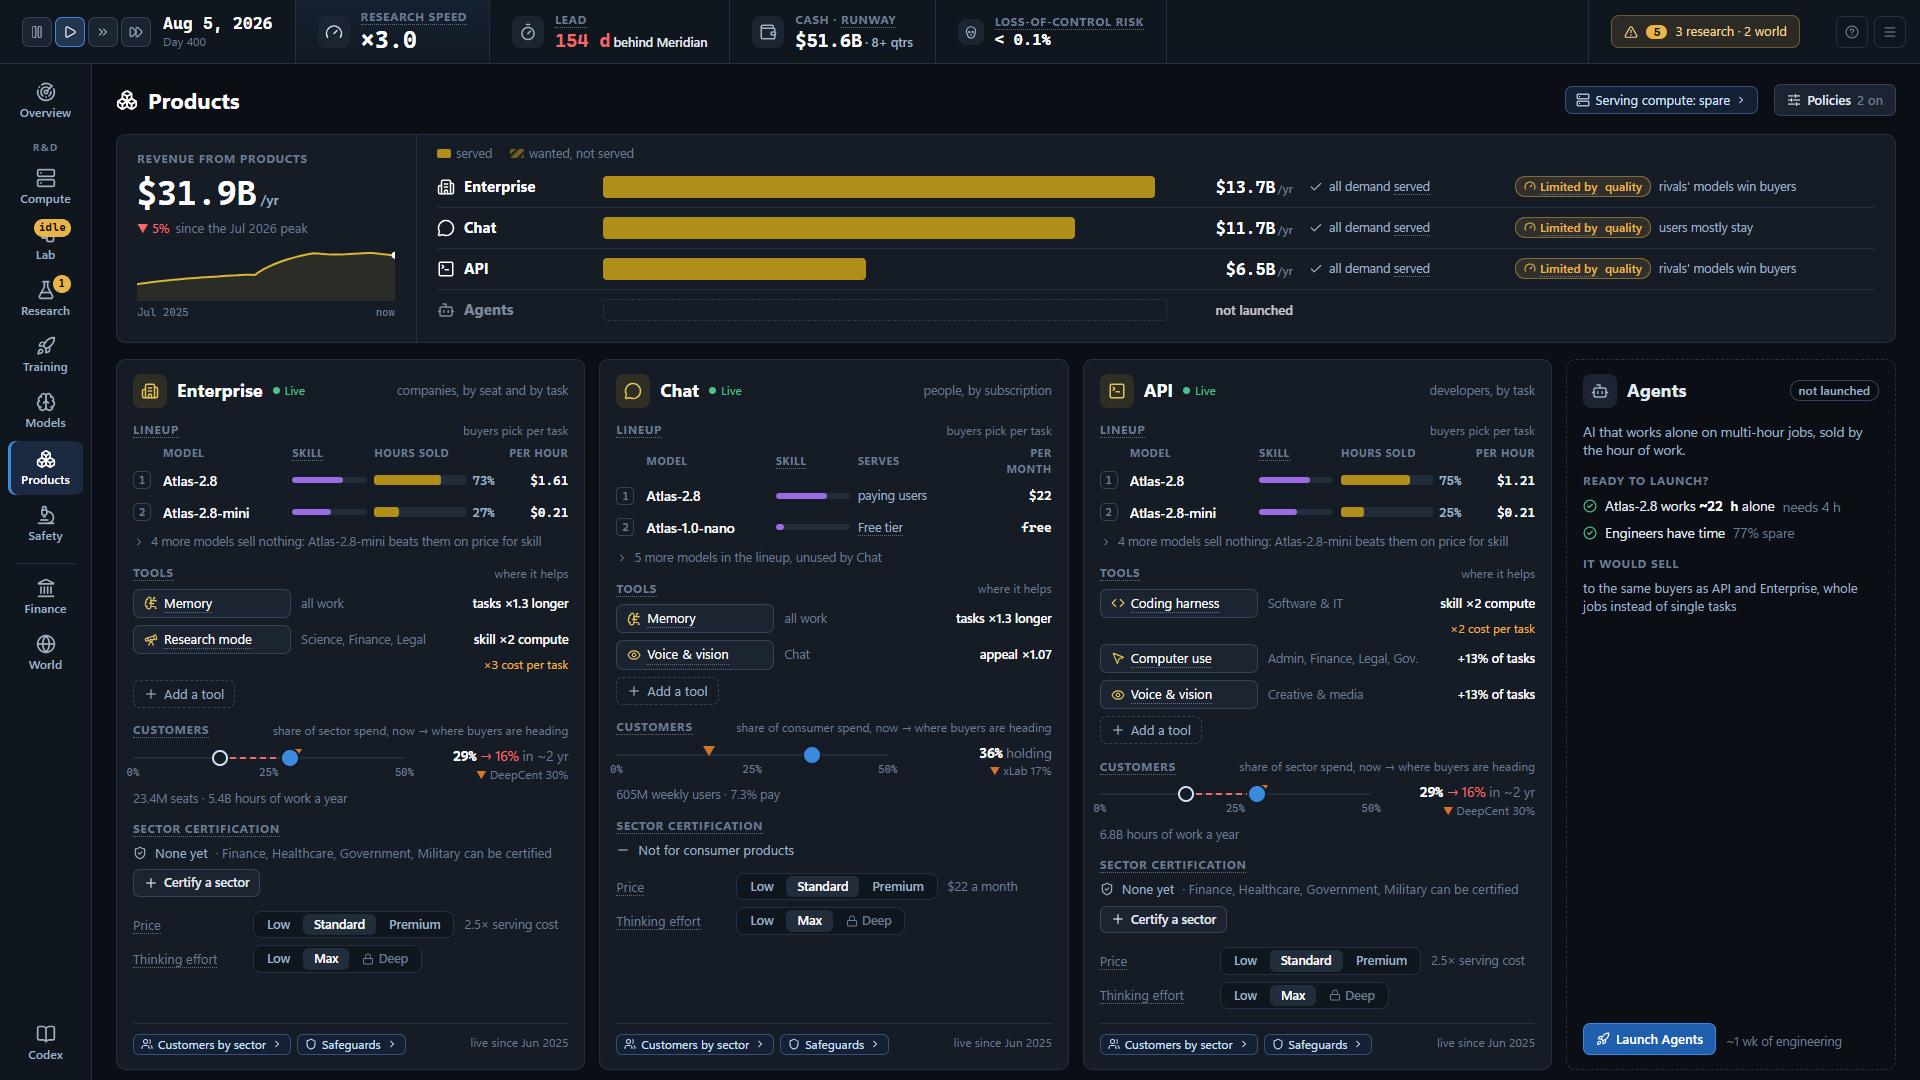 Aug 5, 2026
Day 400
RESEARCH SPEED
×3.0
LEAD
154 d behind Meridian
CASH · RUNWAY
$51.6B · 8+ qtrs
LOSS-OF-CONTROL RISK
< 0.1%
5 3 research · 2 world
Overview
R&D
Compute
idle
Lab
1
Research
Training
Models
Products
Safety
Finance
World
Codex
Products
Serving compute: spare
Policies 2 on
REVENUE FROM PRODUCTS
$31.9B /yr
▼ 5% since the Jul 2026 peak
Jul 2025 now
served wanted, not served
Enterprise $13.7B /yr all demand served Limited by quality rivals' models win buyers
Chat $11.7B /yr all demand served Limited by quality users mostly stay
API $6.5B /yr all demand served Limited by quality rivals' models win buyers
Agents not launched
Enterprise Live companies, by seat and by task
LINEUP buyers pick per task
MODEL SKILL HOURS SOLD PER HOUR
1 Atlas-2.8 73% $1.61
2 Atlas-2.8-mini 27% $0.21
4 more models sell nothing: Atlas-2.8-mini beats them on price for skill
TOOLS where it helps
Memory all work tasks ×1.3 longer
Research mode Science, Finance, Legal skill ×2 compute
×3 cost per task
+ Add a tool
CUSTOMERS share of sector spend, now → where buyers are heading
29% → 16% in ~2 yr
0% 25% 50% ▼ DeepCent 30%
23.4M seats · 5.4B hours of work a year
SECTOR CERTIFICATION
None yet · Finance, Healthcare, Government, Military can be certified
+ Certify a sector
Price Low Standard Premium 2.5× serving cost
Thinking effort Low Max Deep
Customers by sector Safeguards live since Jun 2025
Chat Live people, by subscription
LINEUP buyers pick per task
MODEL SKILL SERVES PER MONTH
1 Atlas-2.8 paying users $22
2 Atlas-1.0-nano Free tier free
5 more models in the lineup, unused by Chat
TOOLS where it helps
Memory all work tasks ×1.3 longer
Voice & vision Chat appeal ×1.07
+ Add a tool
CUSTOMERS share of consumer spend, now → where buyers are heading
36% holding
0% 25% 50% ▼ xLab 17%
605M weekly users · 7.3% pay
SECTOR CERTIFICATION
— Not for consumer products
Price Low Standard Premium $22 a month
Thinking effort Low Max Deep
Customers by sector Safeguards live since Jun 2025
API Live developers, by task
LINEUP buyers pick per task
MODEL SKILL HOURS SOLD PER HOUR
1 Atlas-2.8 75% $1.21
2 Atlas-2.8-mini 25% $0.21
4 more models sell nothing: Atlas-2.8-mini beats them on price for skill
TOOLS where it helps
Coding harness Software & IT skill ×2 compute
×2 cost per task
Computer use Admin, Finance, Legal, Gov. +13% of tasks
Voice & vision Creative & media +13% of tasks
+ Add a tool
CUSTOMERS share of sector spend, now → where buyers are heading
29% → 16% in ~2 yr
0% 25% 50% ▼ DeepCent 30%
6.8B hours of work a year
SECTOR CERTIFICATION
None yet · Finance, Healthcare, Government, Military can be certified
+ Certify a sector
Price Low Standard Premium 2.5× serving cost
Thinking effort Low Max Deep
Customers by sector Safeguards live since Jun 2025
Agents not launched
AI that works alone on multi-hour jobs, sold by
the hour of work.
READY TO LAUNCH?
Atlas-2.8 works ~22 h alone needs 4 h
Engineers have time 77% spare
IT WOULD SELL
to the same buyers as API and Enterprise, whole
jobs instead of single tasks
Launch Agents ~1 wk of engineering